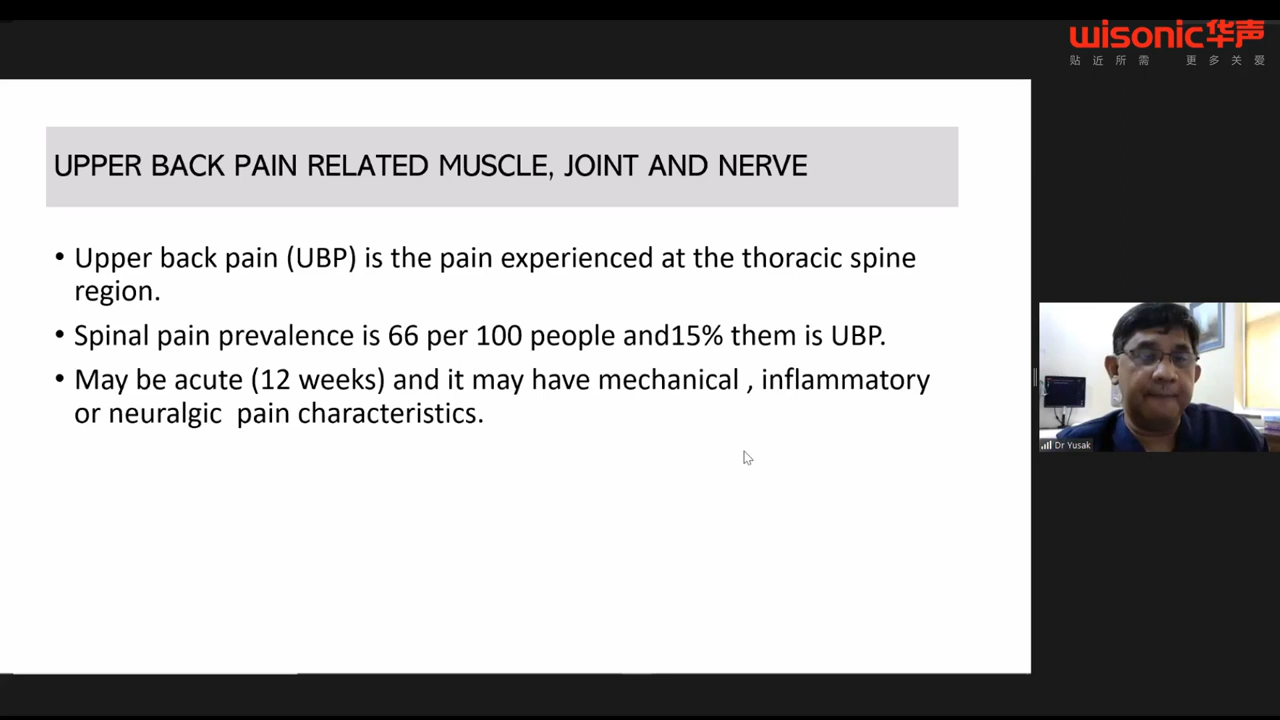 wisonic华声
贴近所需 更多关爱
UPPER BACK PAIN RELATED MUSCLE, JOINT AND NERVE
• Upper back pain (UBP) is the pain experienced at the thoracic spine
region.
• Spinal pain prevalence is 66 per 100 people and15% them is UBP.
• May be acute (12 weeks) and it may have mechanical , inflammatory
or neuralgic pain characteristics.
Dr Yusak